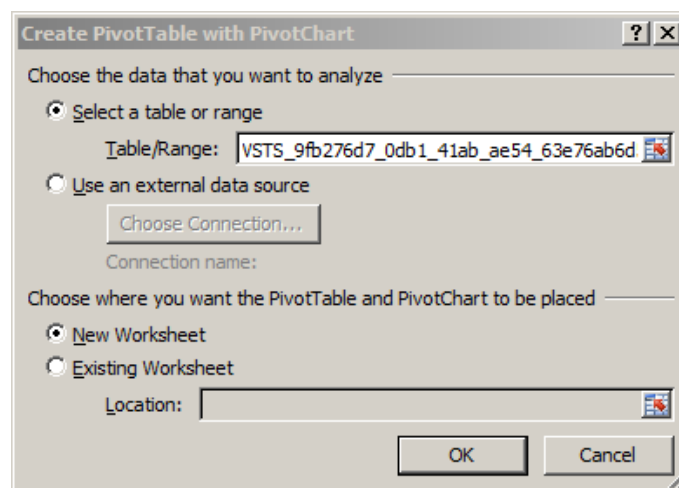 Create PivotTable with PivotChart
Choose the data that you want to analyze
Select a table or range
Table/Range: VSTS_9fb276d7_0db1_41ab_ae54_63e76ab6d
Use an external data source
Choose Connection...
Connection name:
Choose where you want the PivotTable and PivotChart to be placed
New Worksheet
Existing Worksheet
Location:
OK Cancel